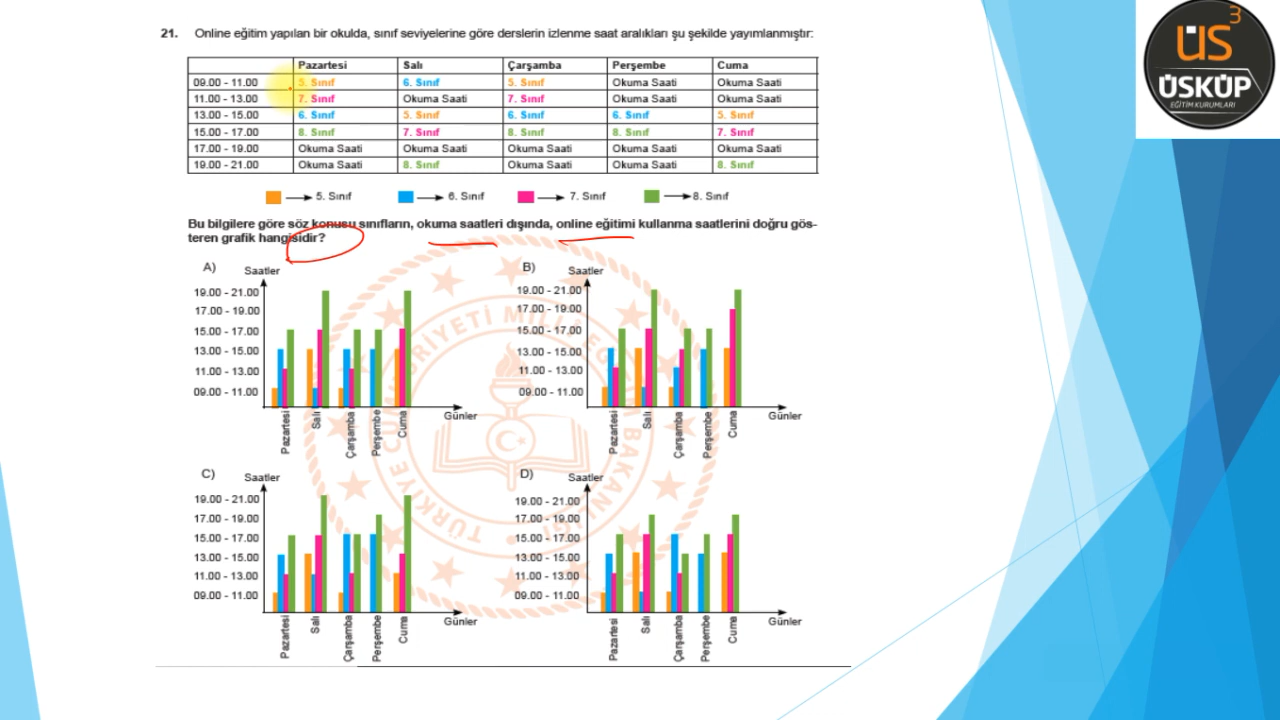 ÜS3
ÜSKÜP
EĞİTİM KURUMLARI
21. Online eğitim yapılan bir okulda, sınıf seviyelerine göre derslerin izlenme saat aralıkları şu şekilde yayımlanmıştır:
Pazartesi Salı Çarşamba Perşembe Cuma
09.00 - 11.00 5. Sınıf 6. Sınıf 5. Sınıf Okuma Saati Okuma Saati
11.00 - 13.00 7. Sınıf Okuma Saati 7. Sınıf Okuma Saati Okuma Saati
13.00 - 15.00 6. Sınıf 5. Sınıf 6. Sınıf 6. Sınıf 5. Sınıf
15.00 - 17.00 8. Sınıf 7. Sınıf 8. Sınıf 8. Sınıf 7. Sınıf
17.00 - 19.00 Okuma Saati Okuma Saati Okuma Saati Okuma Saati Okuma Saati
19.00 - 21.00 Okuma Saati 8. Sınıf Okuma Saati Okuma Saati 8. Sınıf
5. Sınıf 6. Sınıf 7. Sınıf 8. Sınıf
Bu bilgilere göre söz konusu sınıfların, okuma saatleri dışında, online eğitimi kullanma saatlerini doğru gös-
teren grafik hangisidir?
A) Saatler
19.00 - 21.00
17.00 - 19.00
15.00 - 17.00
13.00 - 15.00
11.00 - 13.00
09.00 - 11.00
Günler
Pazartesi Salı Çarşamba Perşembe Cuma
B) Saatler
19.00 - 21.00
17.00 - 19.00
15.00 - 17.00
13.00 - 15.00
11.00 - 13.00
09.00 - 11.00
Günler
Pazartesi Salı Çarşamba Perşembe Cuma
C) Saatler
19.00 - 21.00
17.00 - 19.00
15.00 - 17.00
13.00 - 15.00
11.00 - 13.00
09.00 - 11.00
Günler
Pazartesi Salı Çarşamba Perşembe Cuma
D) Saatler
19.00 - 21.00
17.00 - 19.00
15.00 - 17.00
13.00 - 15.00
11.00 - 13.00
09.00 - 11.00
Günler
Pazartesi Salı Çarşamba Perşembe Cuma